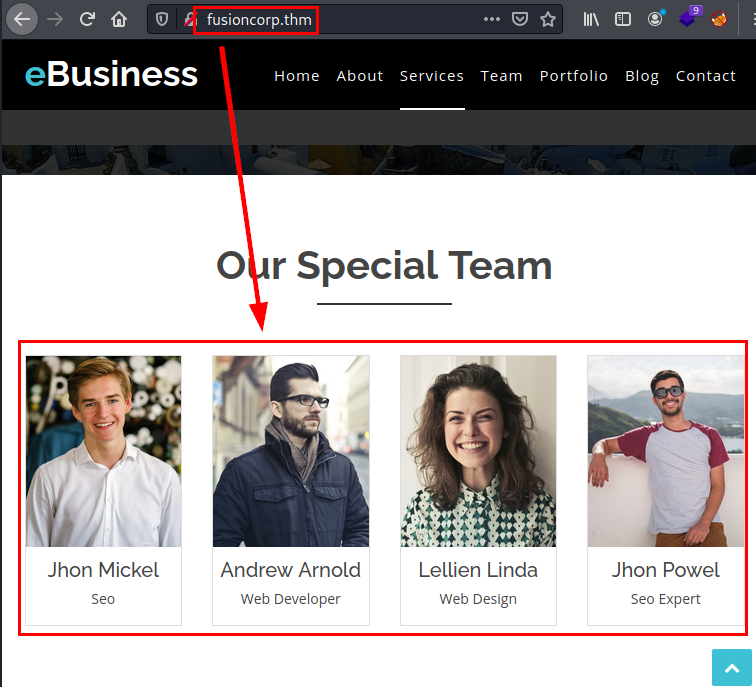 fusioncorp.thm
9
eBusiness
Home About Services Team Portfolio Blog Contact
Our Special Team
Jhon Mickel Andrew Arnold Lellien Linda Jhon Powel
Seo Web Developer Web Design Seo Expert